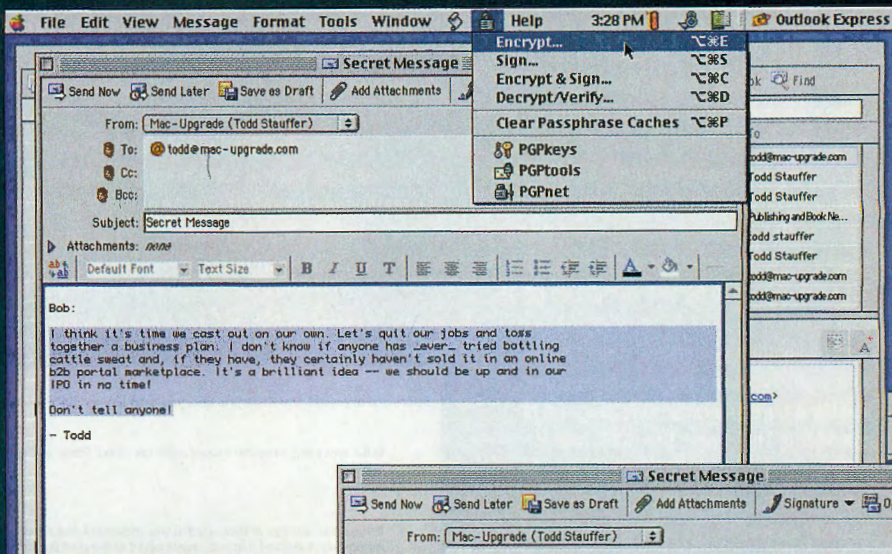 File Edit View Message Format Tools Window Help 3:28 PM Outlook Express
Encrypt... ⌥⌘E
Sign... ⌥⌘S
Encrypt & Sign... ⌥⌘C
Decrypt/Verify... ⌥⌘D
Clear Passphrase Caches ⌥⌘P
PGPkeys
PGPtools
PGPnet
Secret Message
Send Now Send Later Save as Draft Add Attachments
From: Mac-Upgrade (Todd Stauffer)
To: todd@mac-upgrade.com
Cc:
Bcc:
Subject: Secret Message
Attachments: none
Default Font Text Size B I U T A
Bob:
I think it's time we cast out on our own. Let's quit our jobs and toss
together a business plan. I don't know if anyone has _ever_ tried bottling
cattle sweat and, if they have, they certainly haven't sold it in an online
b2b portal marketplace. It's a brilliant idea -- we should be up and in our
IPO in no time!
Don't tell anyone!
- Todd
ok Find
To
todd@mac-upgrade.com
Todd Stauffer
Todd Stauffer
Publishing and Book Ne...
todd stauffer
Todd Stauffer
todd@mac-upgrade.com
todd@mac-upgrade.com
com>
Secret Message
Send Now Send Later Save as Draft Add Attachments Signature
From: Mac-Upgrade (Todd Stauffer)